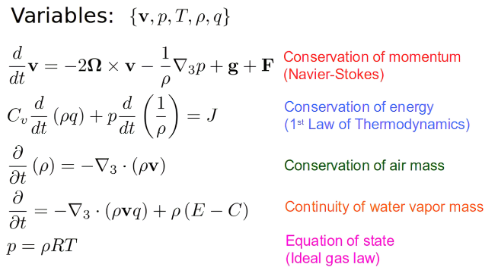 Variables: {v, p, T, ρ, q}
d/dt v = −2Ω × v − 1/ρ ∇₃p + g + F Conservation of momentum
(Navier-Stokes)
C_v d/dt (ρq) + p d/dt (1/ρ) = J Conservation of energy
(1st Law of Thermodynamics)
∂/∂t (ρ) = −∇₃ · (ρv) Conservation of air mass
∂/∂t = −∇₃ · (ρvq) + ρ(E − C) Continuity of water vapor mass
p = ρRT Equation of state
(Ideal gas law)